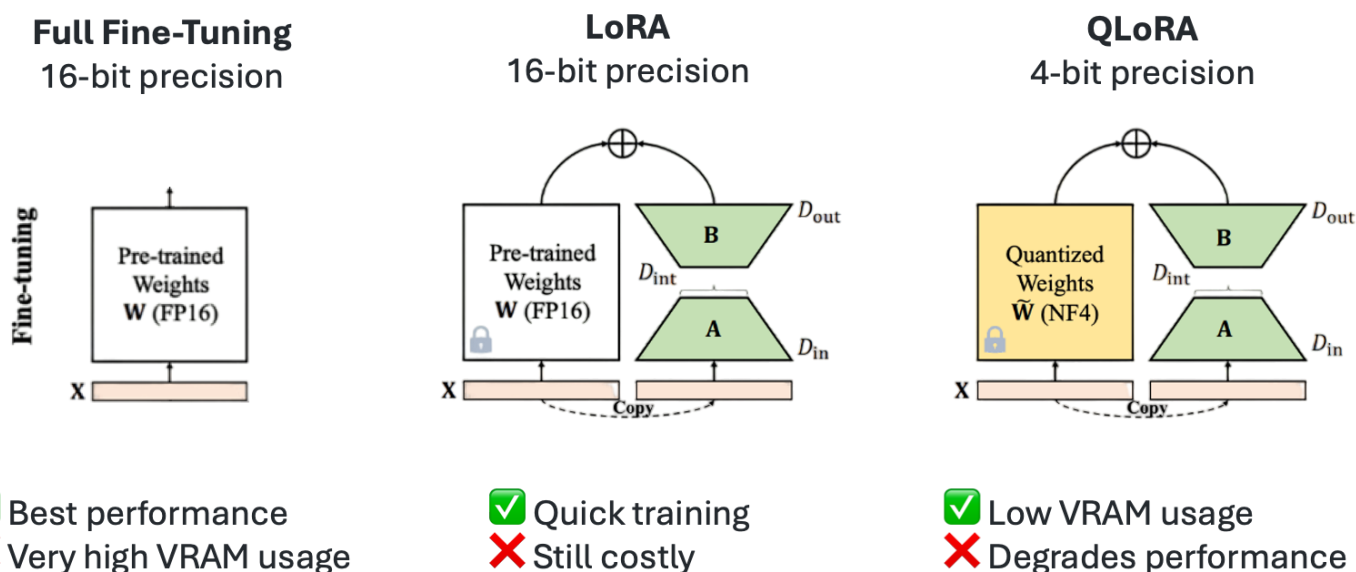 Full Fine-Tuning
16-bit precision
LoRA
16-bit precision
QLoRA
4-bit precision
Fine-tuning
Pre-trained
Weights
W (FP16)
X
Pre-trained
Weights
W (FP16)
B
A
D_out
D_int
D_in
X
Copy
Quantized
Weights
W̃ (NF4)
B
A
D_out
D_int
D_in
X
Copy
Best performance
Very high VRAM usage
✅ Quick training
❌ Still costly
✅ Low VRAM usage
❌ Degrades performance